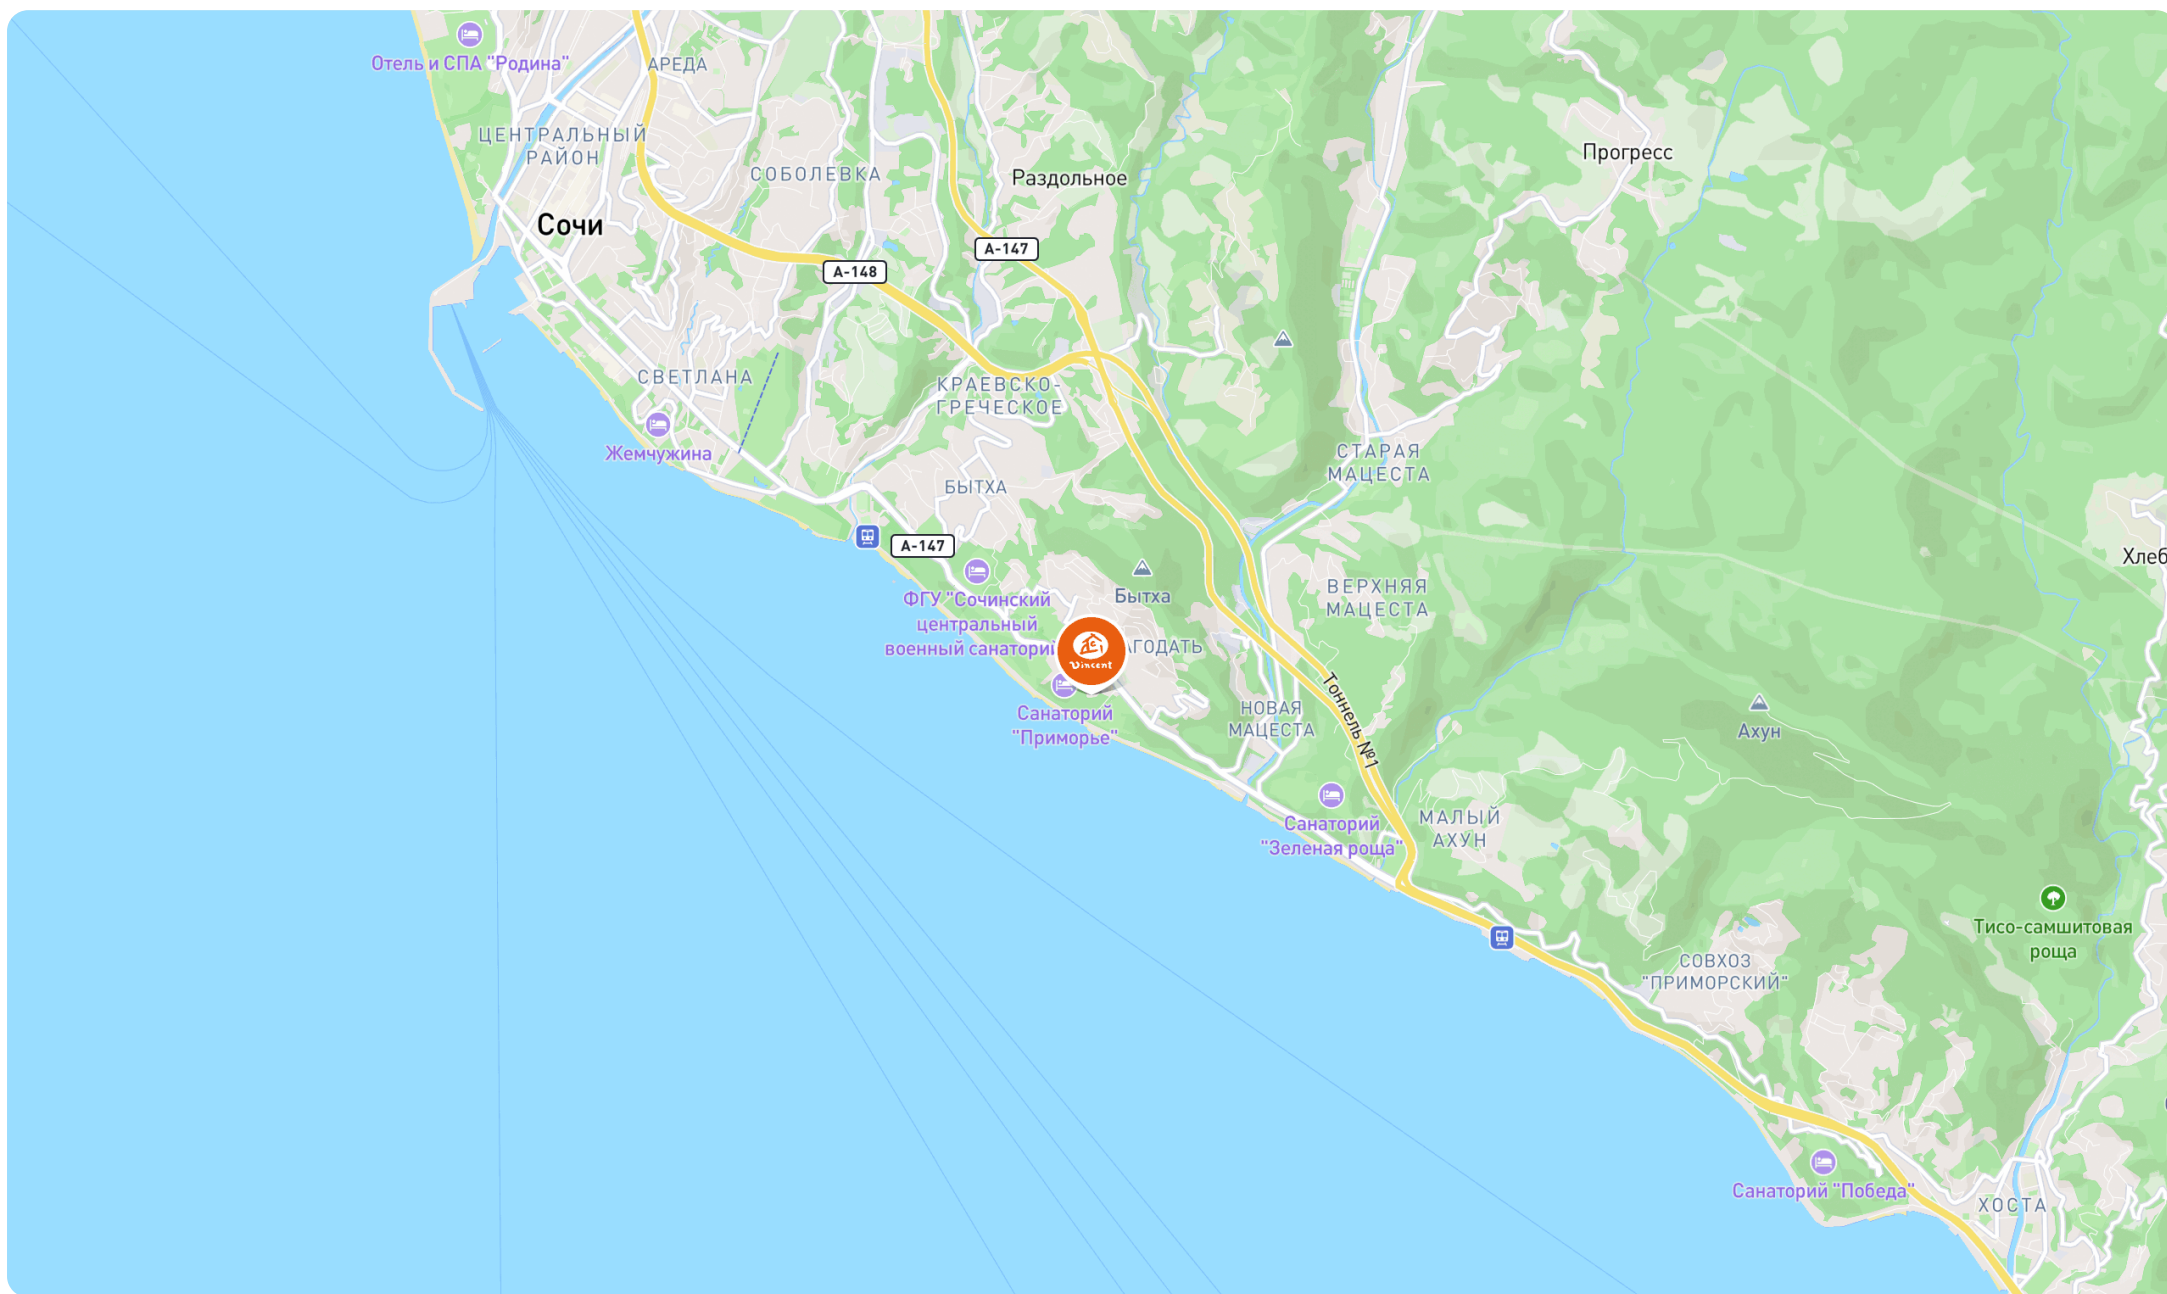 Отель и СПА "Родина"
АРЕДА
ЦЕНТРАЛЬНЫЙ
РАЙОН
СОБОЛЕВКА
Раздольное
Прогресс
Сочи
А-147
А-148
СВЕТЛАНА
КРАЕВСКО-
ГРЕЧЕСКОЕ
Жемчужина
СТАРАЯ
МАЦЕСТА
БЫТХА
А-147
Хлеб
ФГУ "Сочинский
центральный
военный санаторий
Бытха
ВЕРХНЯЯ
МАЦЕСТА
Vincent
АГОДАТЬ
Санаторий
"Приморье"
НОВАЯ
МАЦЕСТА
Тоннель №1
Ахун
Санаторий
"Зеленая роща"
МАЛЫЙ
АХУН
Тисо-самшитовая
роща
СОВХОЗ
"ПРИМОРСКИЙ"
Санаторий "Победа"
ХОСТА